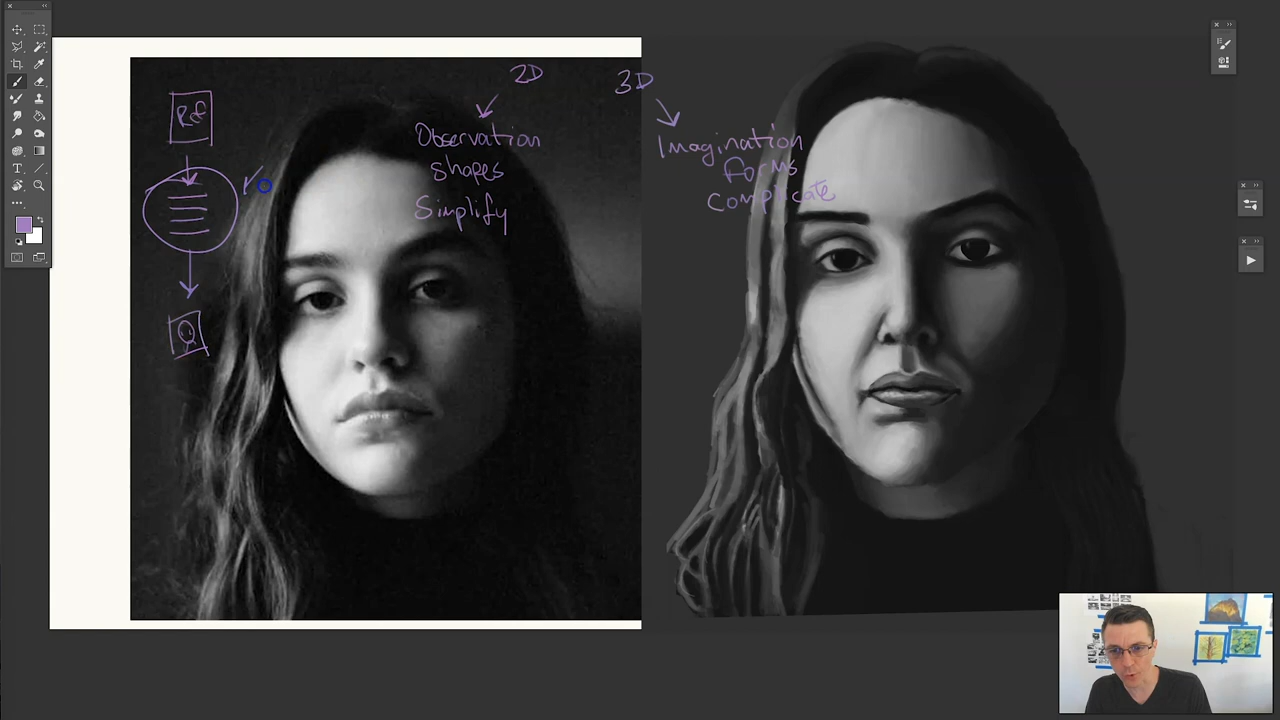 Ref
2D
Observation
shapes
Simplify
3D
Imagination
forms
complicate